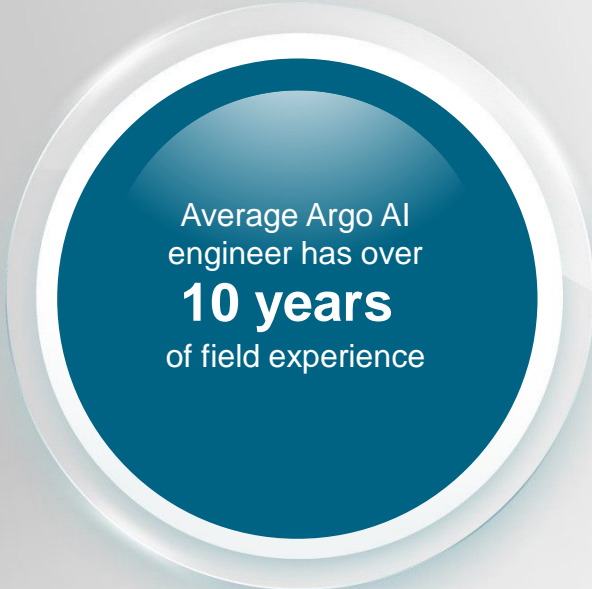 Average Argo AI
engineer has over
10 years
of field experience